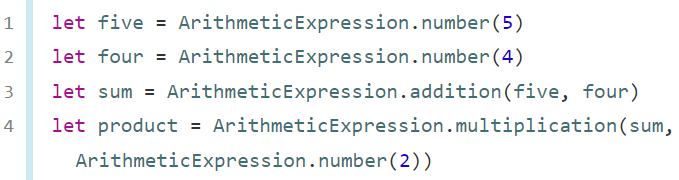 1 let five = ArithmeticExpression.number(5)
2 let four = ArithmeticExpression.number(4)
3 let sum = ArithmeticExpression.addition(five, four)
4 let product = ArithmeticExpression.multiplication(sum,
ArithmeticExpression.number(2))